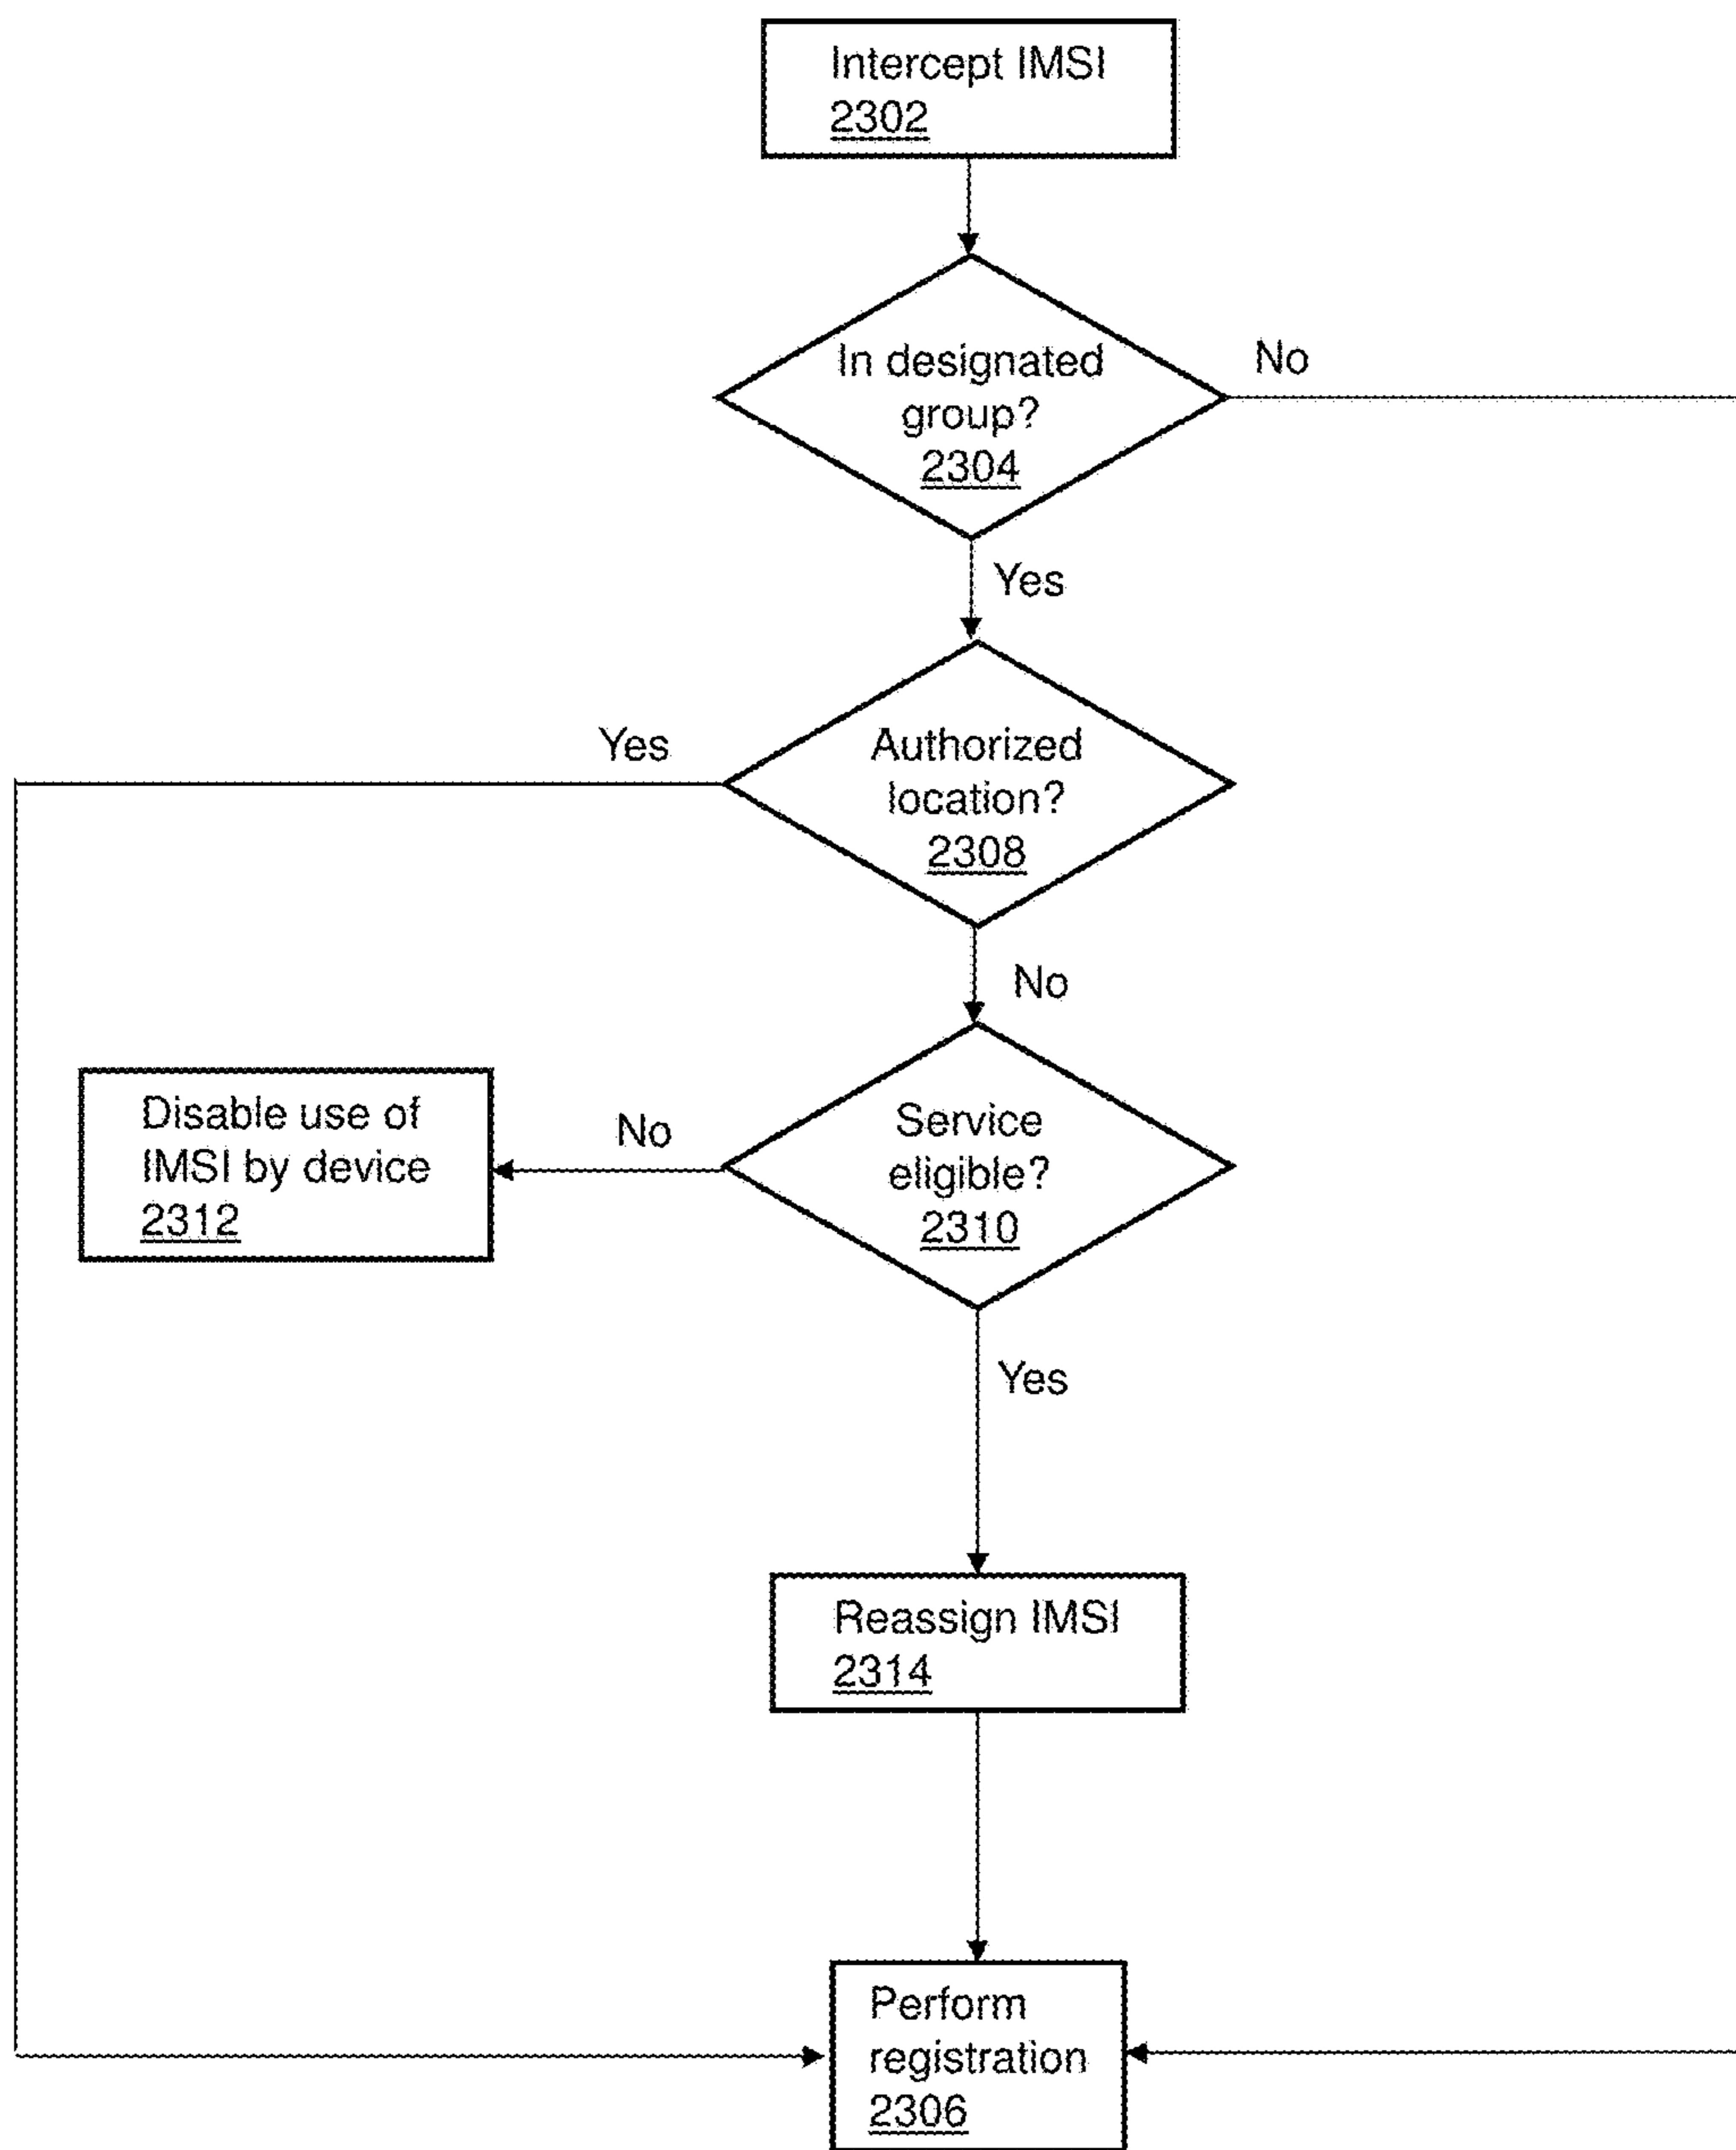 Intercept IMSI
2302
In designated
group?
2304
No
Yes
Authorized
location?
2308
Yes
No
Service
eligible?
2310
No
Disable use of
IMSI by device
2312
Yes
Reassign IMSI
2314
Perform
registration
2306